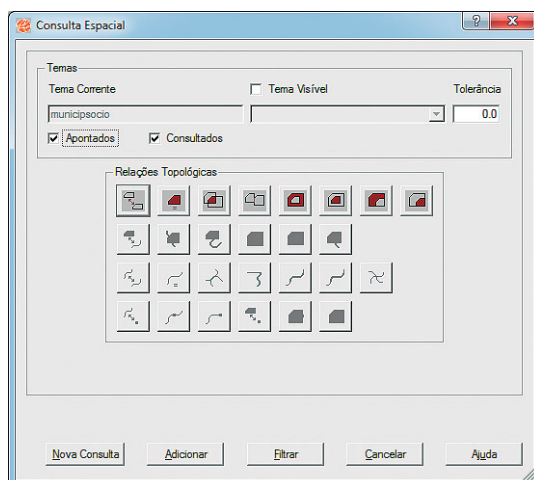 Consulta Espacial
Temas
Tema Corrente Tema Visível Tolerância
municipsocio 0.0
Apontados Consultados
Relações Topológicas
Nova Consulta Adicionar Filtrar Cancelar Ajuda